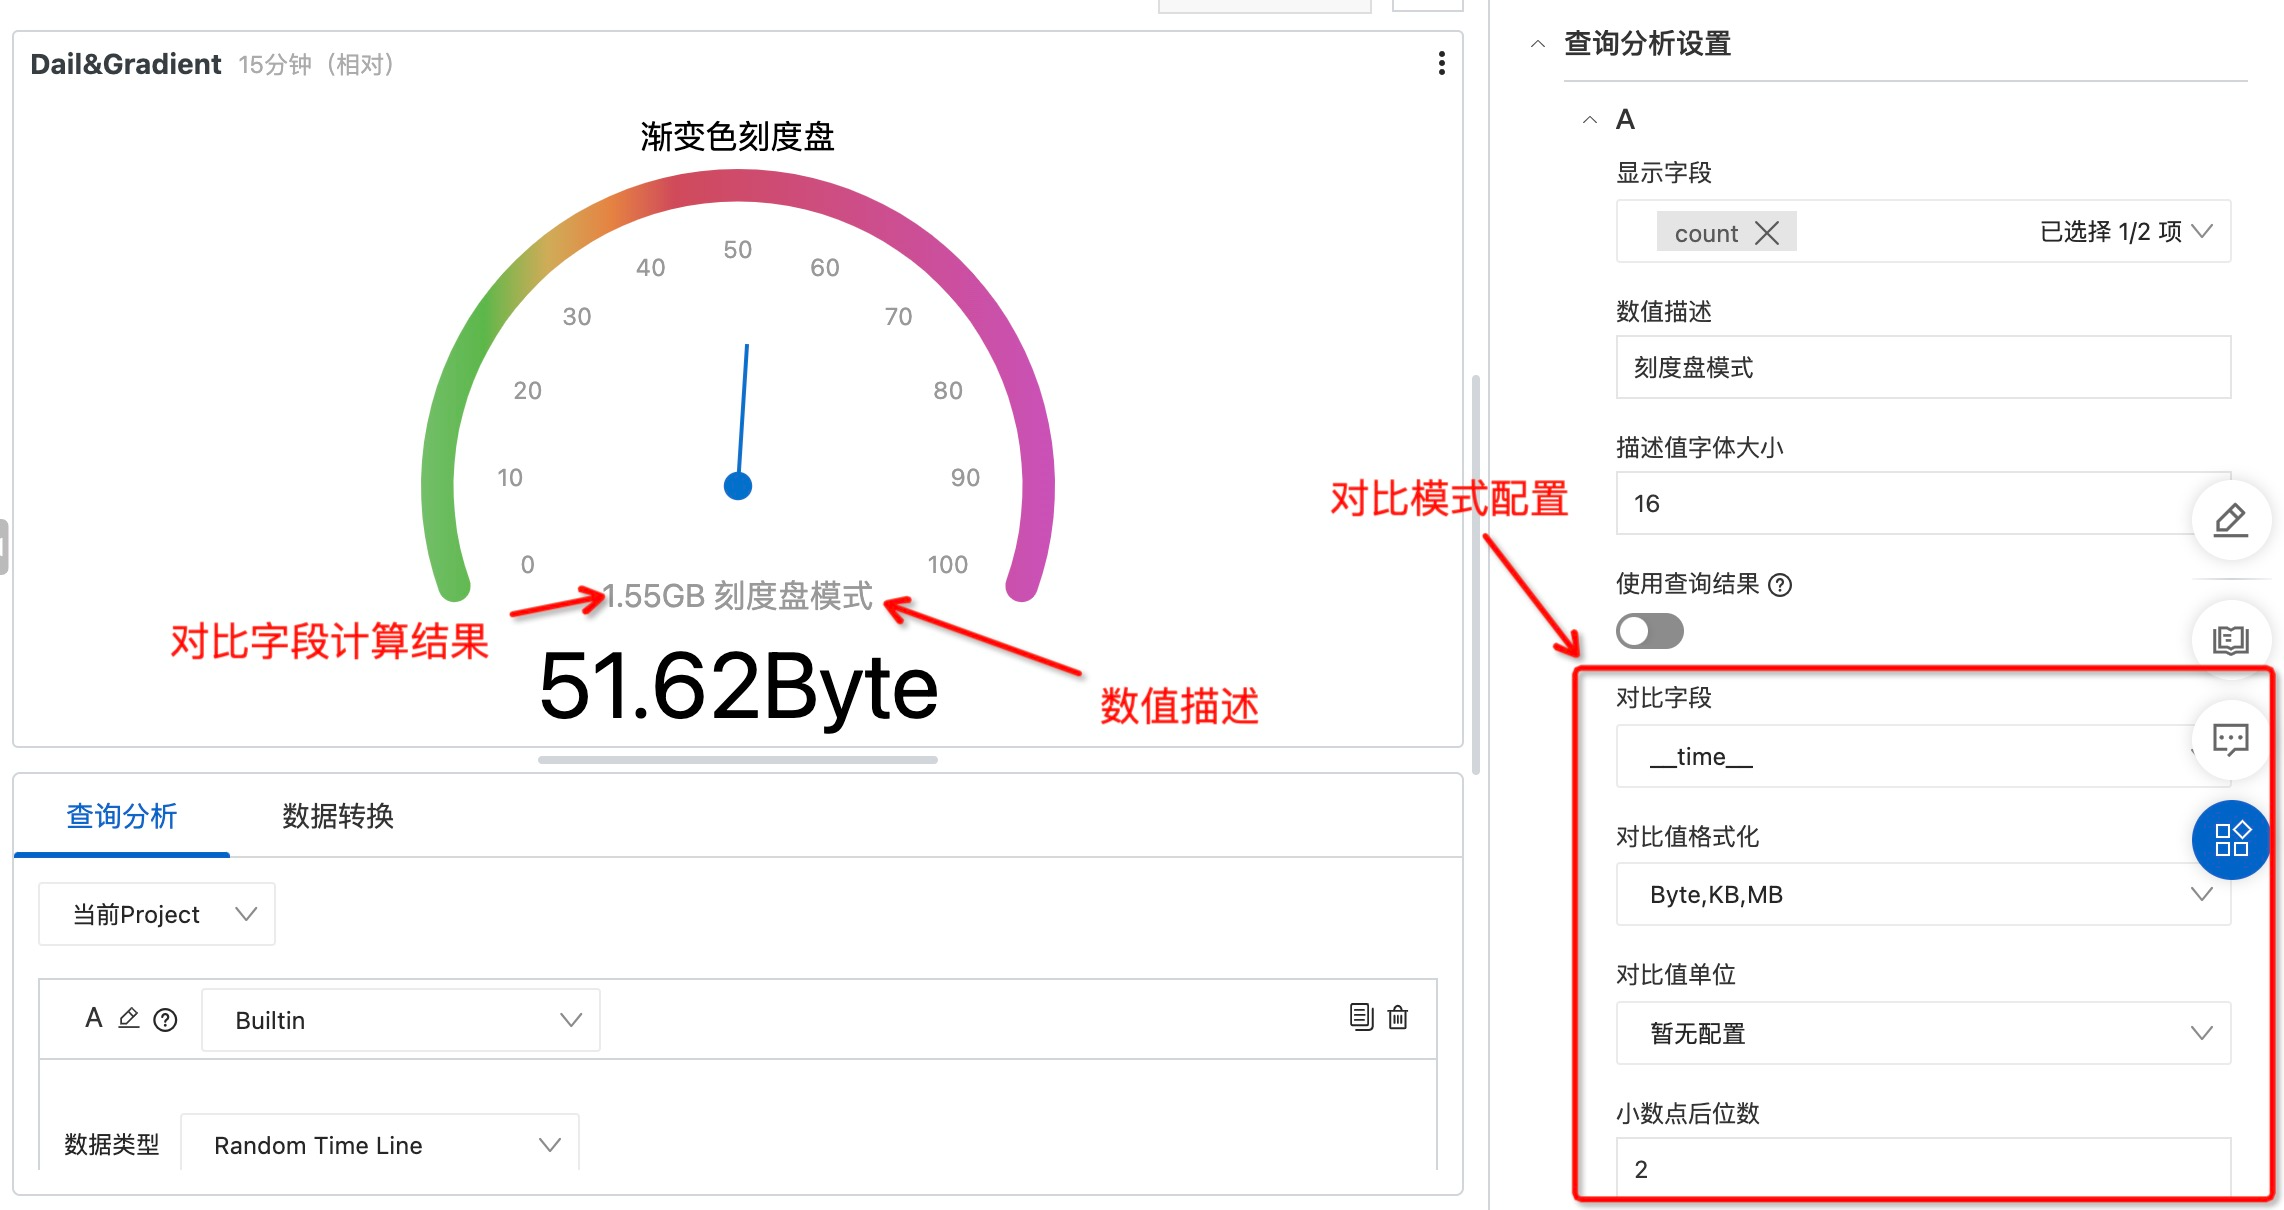 Dail&Gradient 15分钟（相对）
渐变色刻度盘
50
40
60
30
70
20
80
10
90
0
100
1.55GB 刻度盘模式
对比字段计算结果
51.62Byte
数值描述
对比模式配置
查询分析
数据转换
当前Project
A
Builtin
数据类型
Random Time Line
查询分析设置
A
显示字段
count
已选择 1/2 项
数值描述
刻度盘模式
描述值字体大小
16
使用查询结果
对比字段
__time__
对比值格式化
Byte,KB,MB
对比值单位
暂无配置
小数点后位数
2